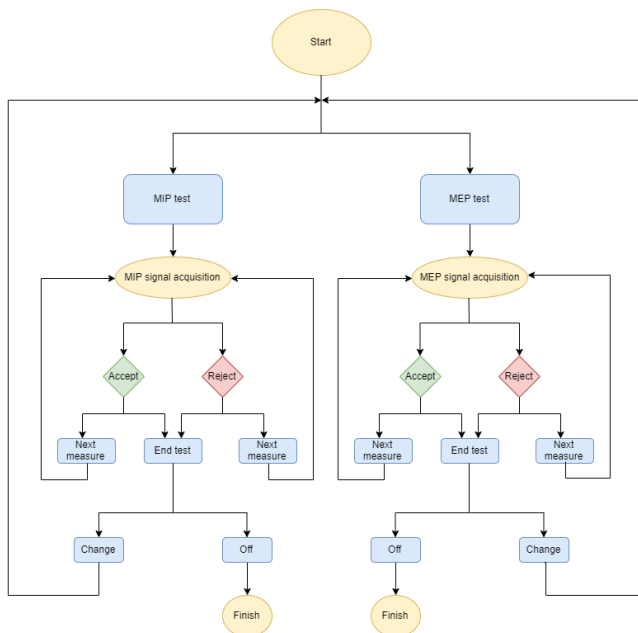 Start
MIP test
MEP test
MIP signal acquisition
MEP signal acquisition
Accept
Reject
Accept
Reject
Next
measure
End test
Next
measure
Next
measure
End test
Next
measure
Change
Off
Off
Change
Finish
Finish